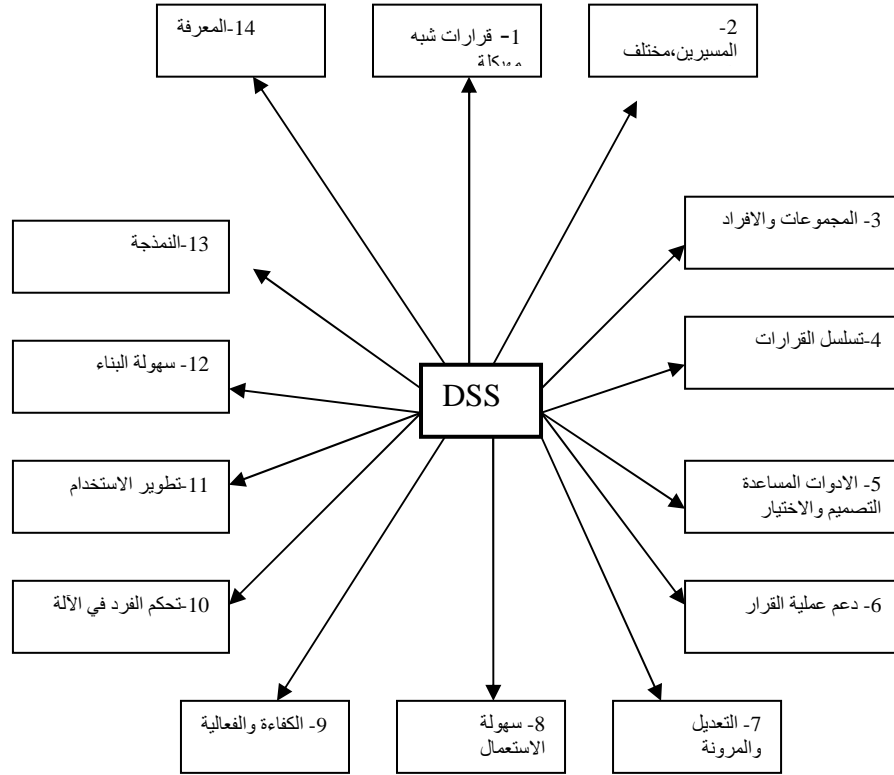 14-المعرفة
1- قرارات شبه
مهيكلة
2-
المسيرين،مختلف
3- المجموعات والافراد
13-النمذجة
4-تسلسل القرارات
12- سهولة البناء
DSS
11-تطوير الاستخدام
5- الادوات المساعدة
التصميم والاختيار
10-تحكم الفرد في الآلة
6- دعم عملية القرار
9- الكفاءة والفعالية
8- سهولة
الاستعمال
7- التعديل
والمرونة